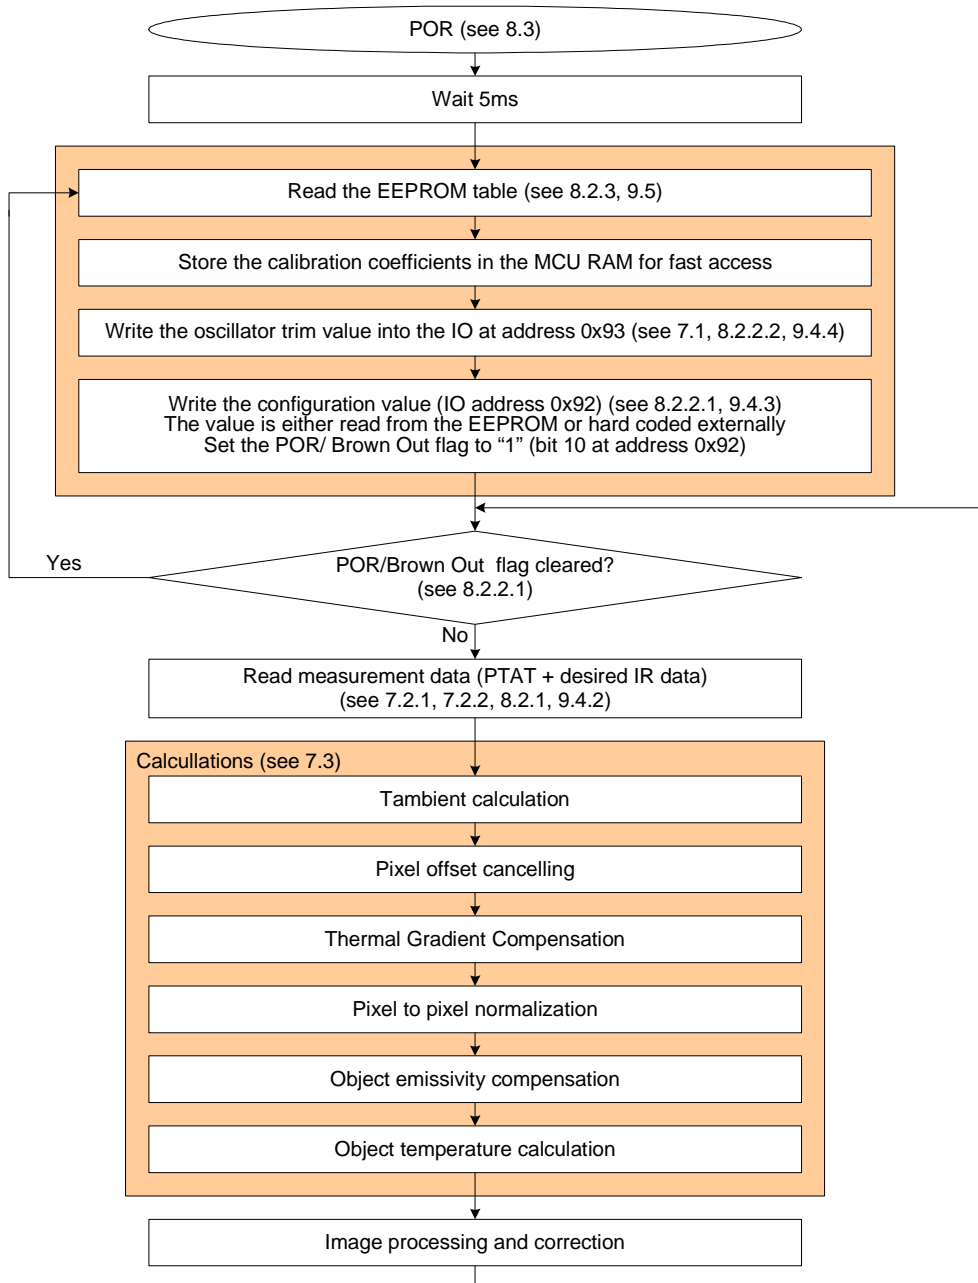 POR (see 8.3)
Wait 5ms
Read the EEPROM table (see 8.2.3, 9.5)
Store the calibration coefficients in the MCU RAM for fast access
Write the oscillator trim value into the IO at address 0x93 (see 7.1, 8.2.2.2, 9.4.4)
Write the configuration value (IO address 0x92) (see 8.2.2.1, 9.4.3)
The value is either read from the EEPROM or hard coded externally
Set the POR/ Brown Out flag to “1” (bit 10 at address 0x92)
Yes
POR/Brown Out flag cleared?
(see 8.2.2.1)
No
Read measurement data (PTAT + desired IR data)
(see 7.2.1, 7.2.2, 8.2.1, 9.4.2)
Calcullations (see 7.3)
Tambient calculation
Pixel offset cancelling
Thermal Gradient Compensation
Pixel to pixel normalization
Object emissivity compensation
Object temperature calculation
Image processing and correction